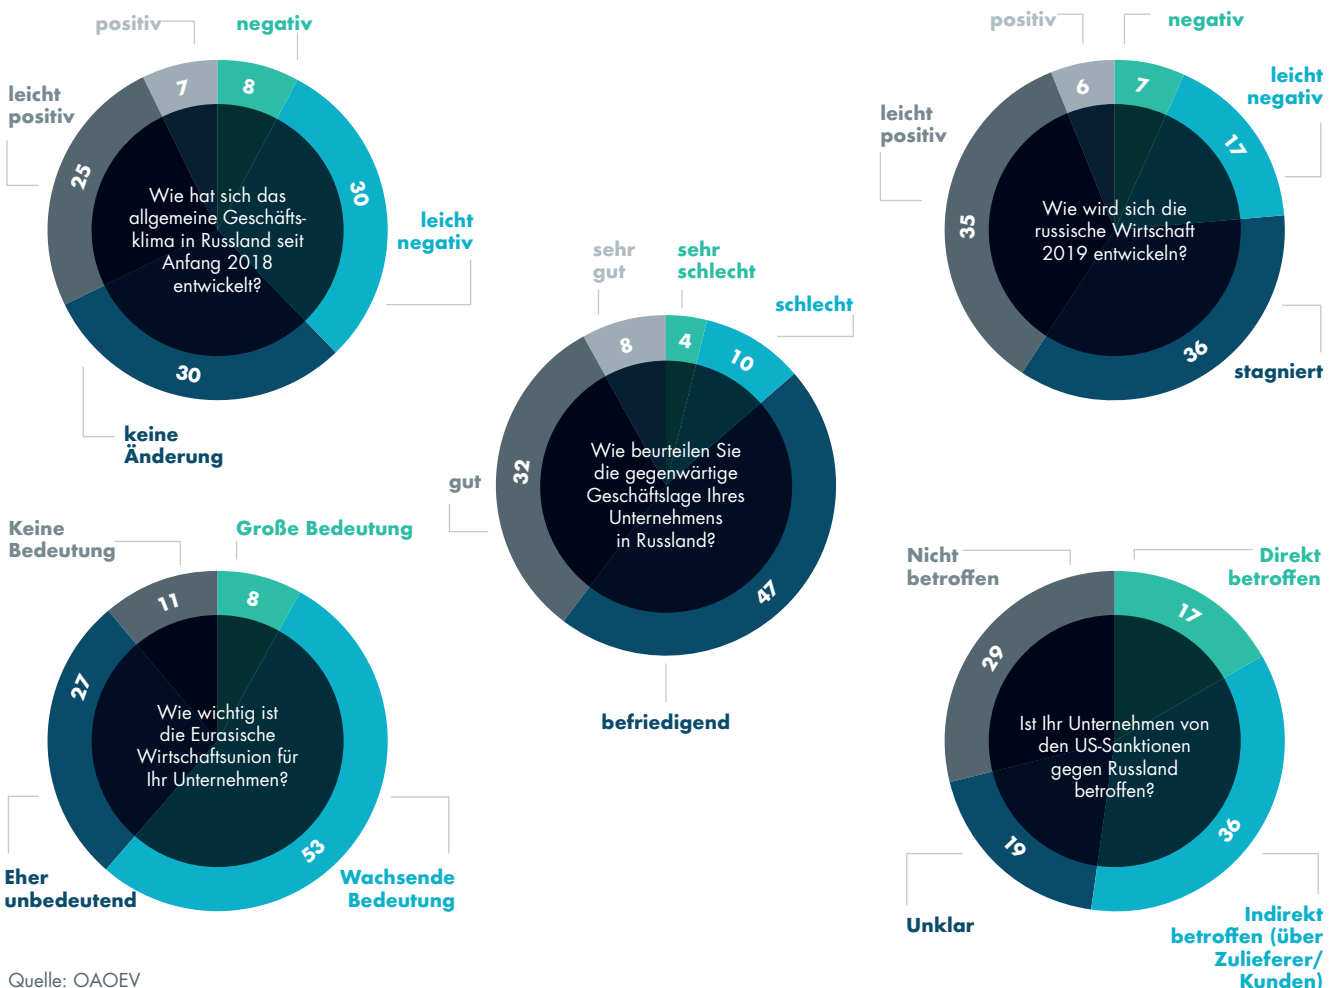 positiv
negativ
leicht
positiv
7
8
25
30
30
Wie hat sich das
allgemeine Geschäfts-
klima in Russland seit
Anfang 2018
entwickelt?
leicht
negativ
keine
Änderung
positiv
negativ
leicht
negativ
leicht
positiv
6
7
17
35
36
Wie wird sich die
russische Wirtschaft
2019 entwickeln?
stagniert
sehr
gut
sehr
schlecht
schlecht
8
4
10
32
47
Wie beurteilen Sie
die gegenwärtige
Geschäftslage Ihres
Unternehmens
in Russland?
gut
befriedigend
Keine
Bedeutung
Große Bedeutung
11
8
27
53
Wie wichtig ist
die Eurasische
Wirtschaftsunion für
Ihr Unternehmen?
Eher
unbedeutend
Wachsende
Bedeutung
Nicht
betroffen
Direkt
betroffen
17
29
19
36
Ist Ihr Unternehmen von
den US-Sanktionen
gegen Russland
betroffen?
Unklar
Indirekt
betroffen (über
Zulieferer/
Kunden)
Quelle: OAOEV